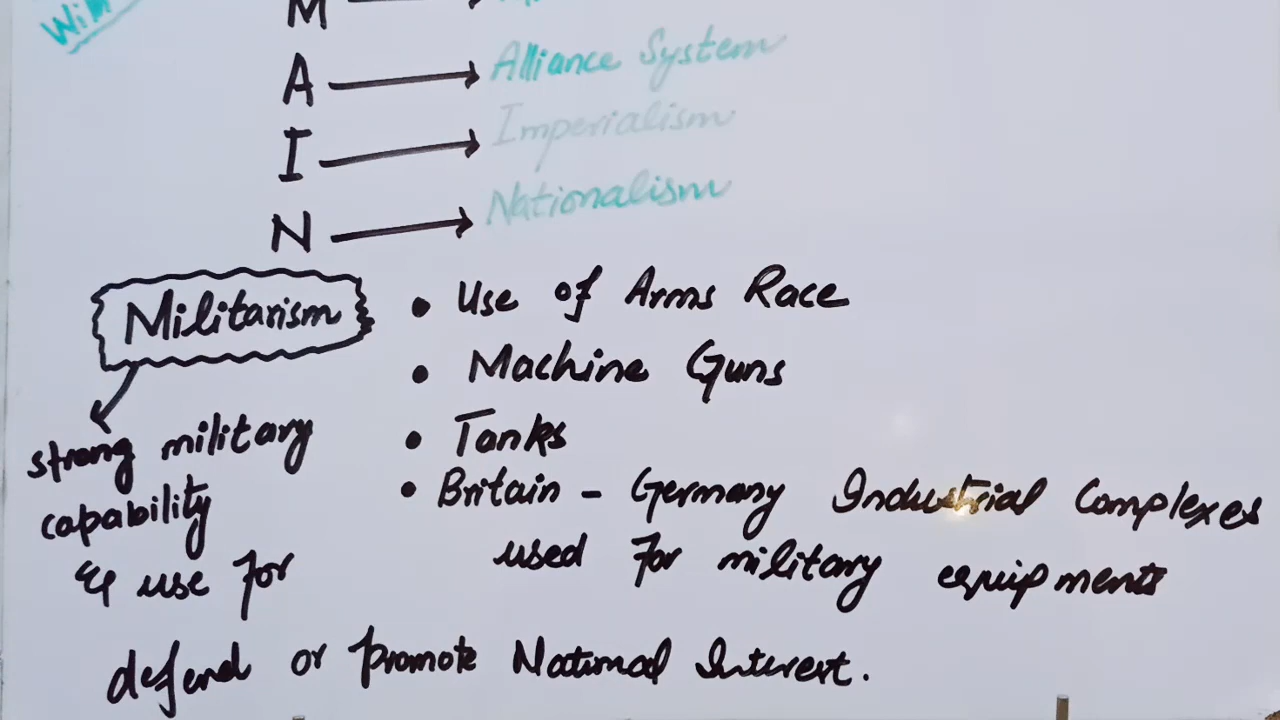 Wi
M →
A → Alliance System
I → Imperialism
N → Nationalism
Militarism
strong military
capability
& use for
defend or promote National Interest.
• Use of Arms Race
• Machine Guns
• Tanks
• Britain - Germany Industrial Complexes
used for military equipments